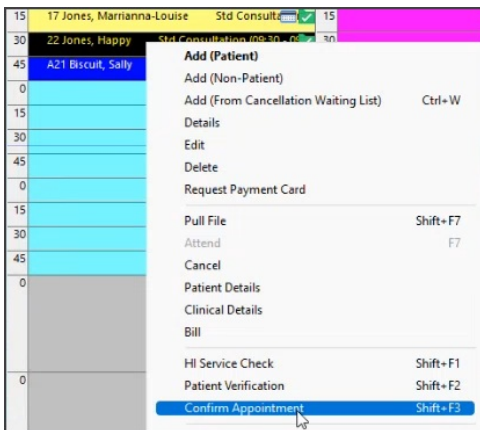 15 17 Jones, Marrianna-Louise Std Consulta 15
30 22 Jones, Happy Std Consultation (09:30 - 09 30
45 A21 Biscuit, Sally
0
15
30
45
0
15
30
45
0
0
Add (Patient)
Add (Non-Patient)
Add (From Cancellation Waiting List) Ctrl+W
Details
Edit
Delete
Request Payment Card
Pull File Shift+F7
Attend F7
Cancel
Patient Details
Clinical Details
Bill
HI Service Check Shift+F1
Patient Verification Shift+F2
Confirm Appointment Shift+F3